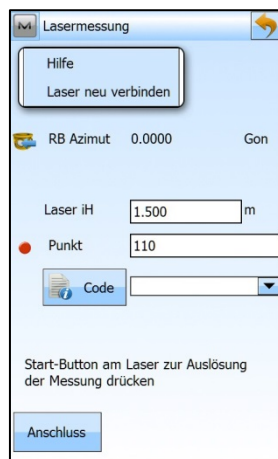 Lasermessung
Hilfe
Laser neu verbinden
RB Azimut 0.0000 Gon
Laser iH 1.500 m
Punkt 110
Code
Start-Button am Laser zur Auslösung
der Messung drücken
Anschluss